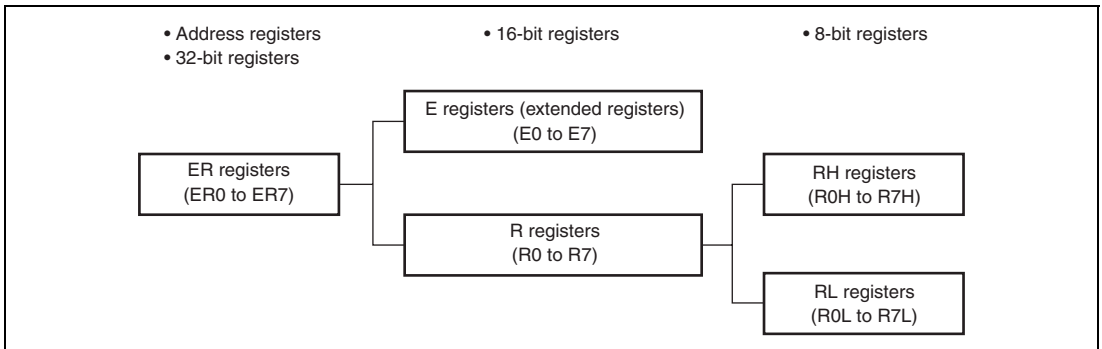 • Address registers
• 32-bit registers
• 16-bit registers
• 8-bit registers
E registers (extended registers)
(E0 to E7)
ER registers
(ER0 to ER7)
RH registers
(R0H to R7H)
R registers
(R0 to R7)
RL registers
(R0L to R7L)